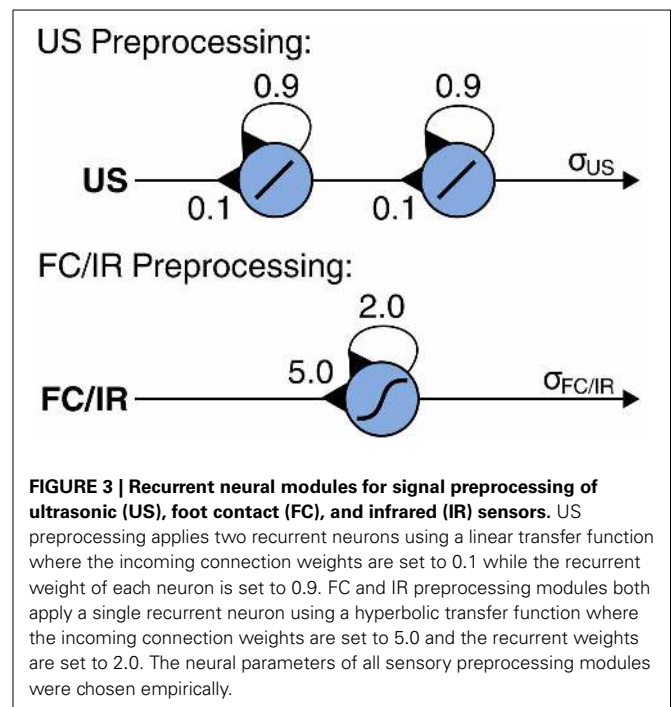 US Preprocessing:
0.9 0.9
US 0.1 0.1 σUS
FC/IR Preprocessing:
2.0
5.0
FC/IR σFC/IR
FIGURE 3 | Recurrent neural modules for signal preprocessing of
ultrasonic (US), foot contact (FC), and infrared (IR) sensors. US
preprocessing applies two recurrent neurons using a linear transfer function
where the incoming connection weights are set to 0.1 while the recurrent
weight of each neuron is set to 0.9. FC and IR preprocessing modules both
apply a single recurrent neuron using a hyperbolic transfer function where
the incoming connection weights are set to 5.0 and the recurrent weights
are set to 2.0. The neural parameters of all sensory preprocessing modules
were chosen empirically.